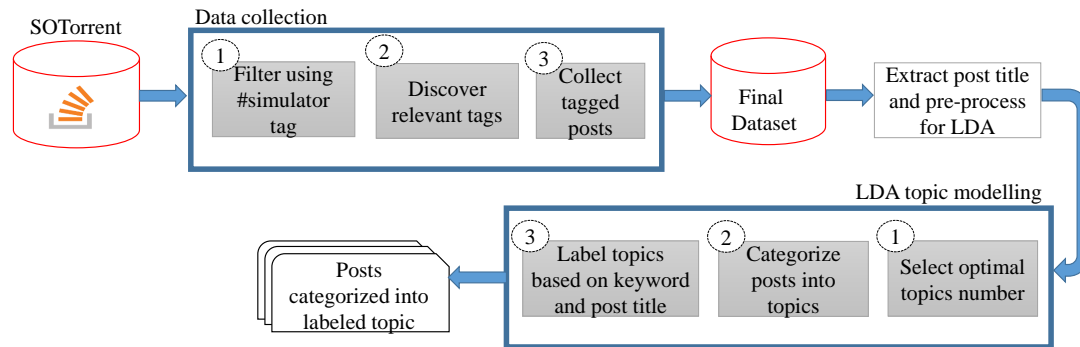 SOTorrent
Data collection
1
Filter using
#simulator
tag
2
Discover
relevant tags
3
Collect
tagged
posts
Final
Dataset
Extract post title
and pre-process
for LDA
LDA topic modelling
1
Select optimal
topics number
2
Categorize
posts into
topics
3
Label topics
based on keyword
and post title
Posts
categorized into
labeled topic